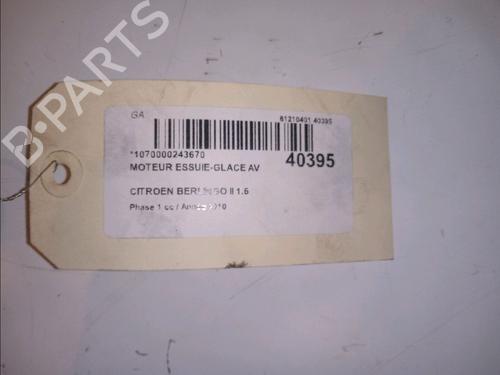 B-PARTS
GA
61210401 40395
*1070000243670
40395
MOTEUR ESSUIE-GLACE AV
CITROEN BERLINGO II 1.6
Phase 1 cc / Année 2010